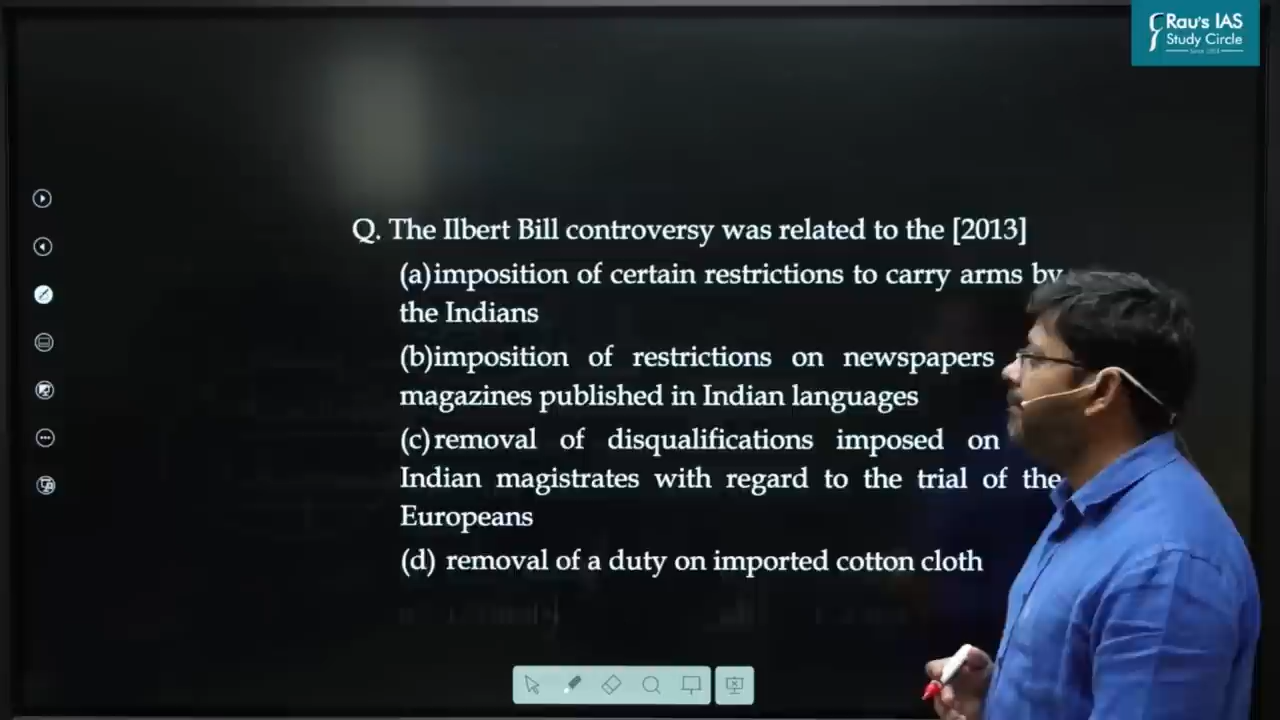 Rau's IAS
Study Circle
Q. The Ilbert Bill controversy was related to the [2013]
(a)imposition of certain restrictions to carry arms by
the Indians
(b)imposition of restrictions on newspapers
magazines published in Indian languages
(c)removal of disqualifications imposed on
Indian magistrates with regard to the trial of the
Europeans
(d) removal of a duty on imported cotton cloth